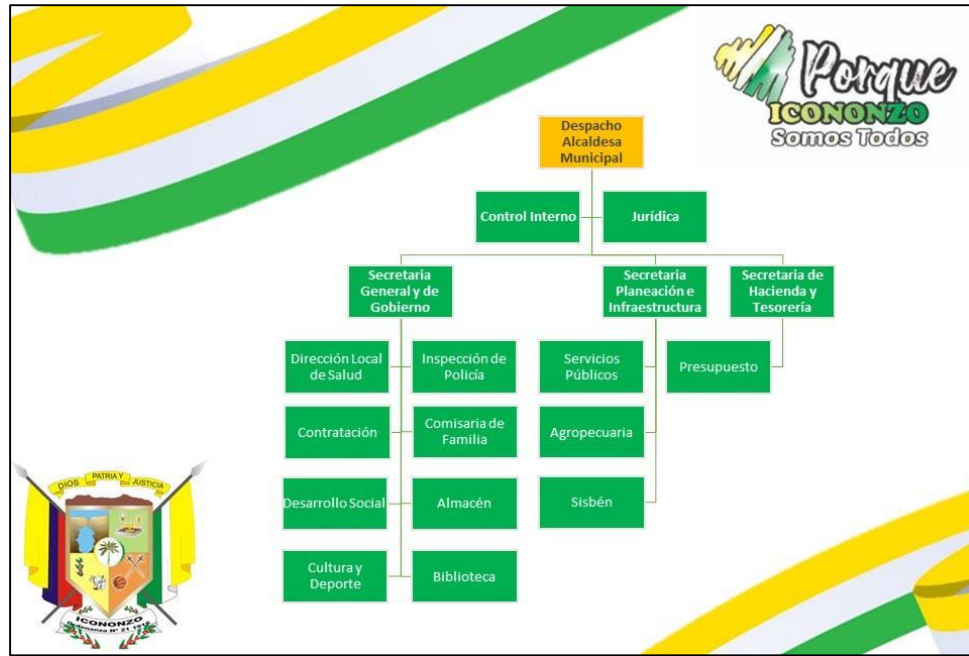 Porque
ICONONZO
Somos Todos
Despacho
Alcaldesa
Municipal
Control Interno
Jurídica
Secretaria
General y de
Gobierno
Secretaria
Planeación e
Infraestructura
Secretaria de
Hacienda y
Tesorería
Dirección Local
de Salud
Inspección de
Policía
Servicios
Públicos
Presupuesto
Contratación
Comisaria de
Familia
Agropecuaria
Desarrollo Social
Almacén
Sisbén
Cultura y
Deporte
Biblioteca
DIOS PATRIA Y JUSTICIA
ICONONZO